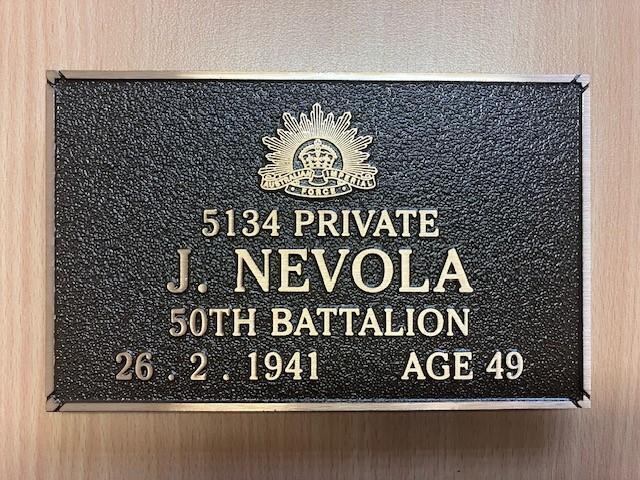 AUSTRALIAN IMPERIAL
FORCE
5134 PRIVATE
J. NEVOLA
50TH BATTALION
26 . 2 . 1941 AGE 49